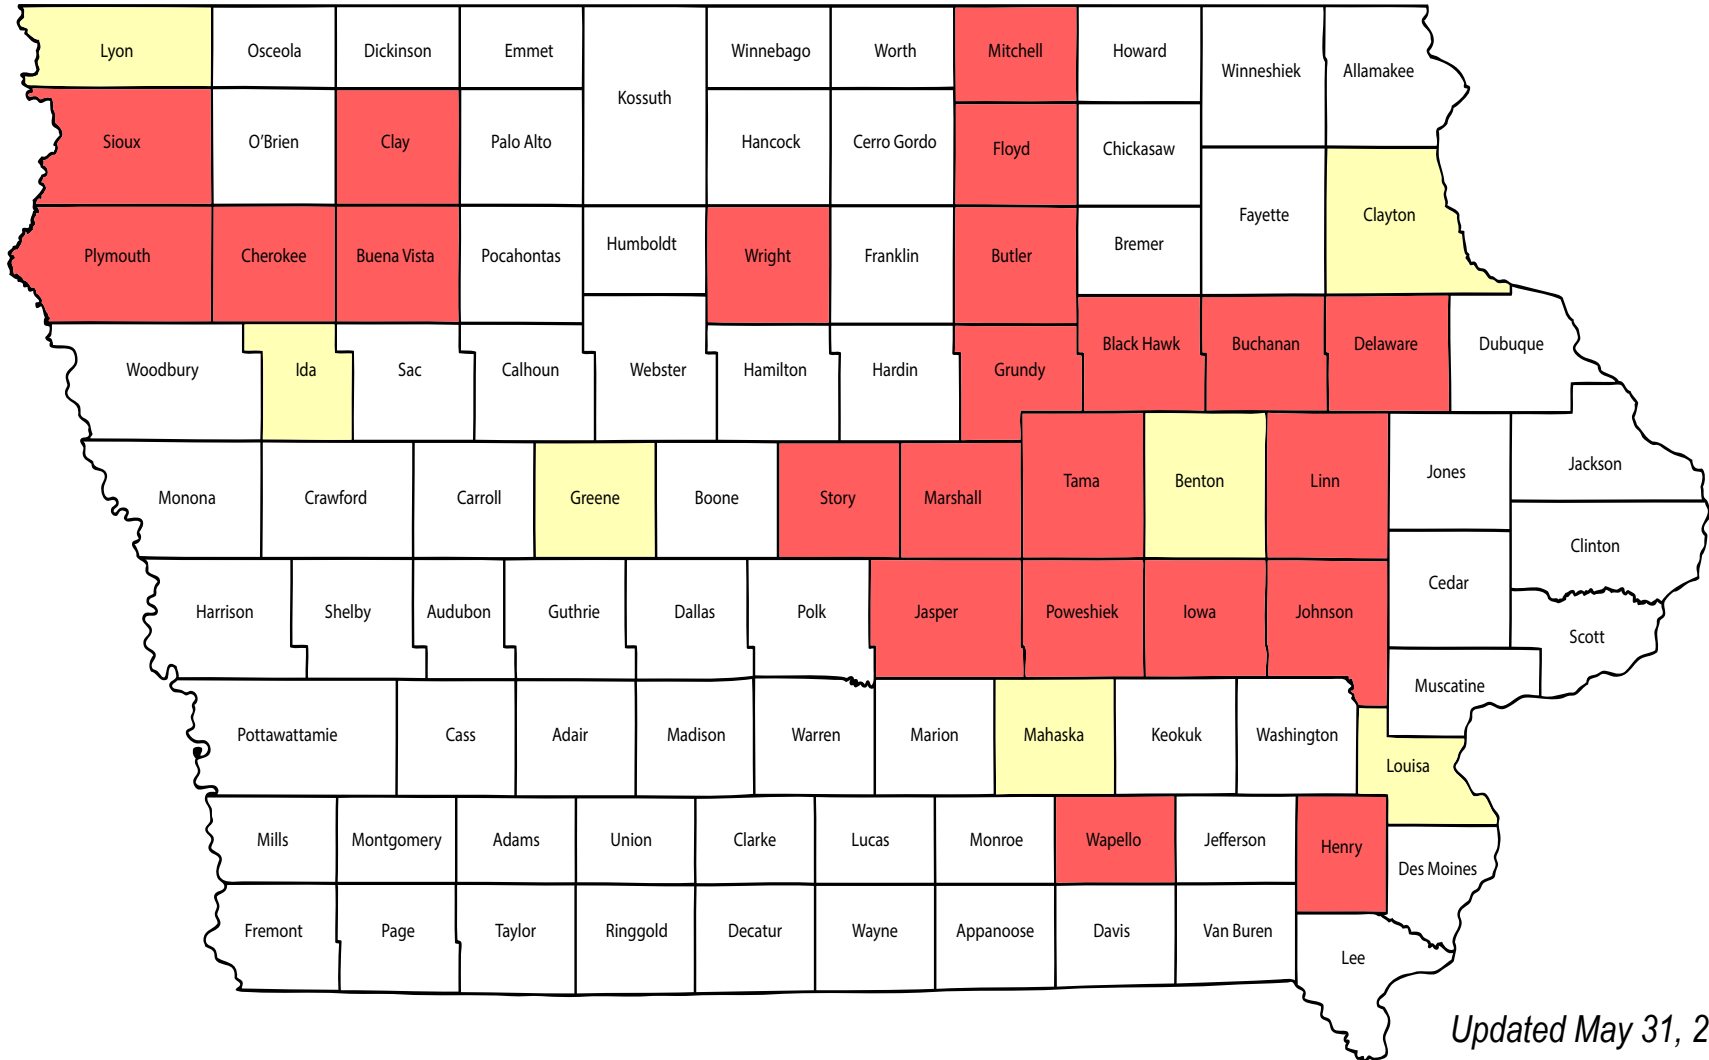 Lyon
Osceola
Dickinson
Emmet
Kossuth
Winnebago
Worth
Mitchell
Howard
Winneshiek
Allamakee
Sioux
O'Brien
Clay
Palo Alto
Hancock
Cerro Gordo
Floyd
Chickasaw
Plymouth
Cherokee
Buena Vista
Pocahontas
Humboldt
Wright
Franklin
Butler
Bremer
Fayette
Clayton
Woodbury
Ida
Sac
Calhoun
Webster
Hamilton
Hardin
Grundy
Black Hawk
Buchanan
Delaware
Dubuque
Monona
Crawford
Carroll
Greene
Boone
Story
Marshall
Tama
Benton
Linn
Jones
Jackson
Clinton
Harrison
Shelby
Audubon
Guthrie
Dallas
Polk
Jasper
Poweshiek
Iowa
Johnson
Cedar
Scott
Muscatine
Pottawattamie
Cass
Adair
Madison
Warren
Marion
Mahaska
Keokuk
Washington
Louisa
Mills
Montgomery
Adams
Union
Clarke
Lucas
Monroe
Wapello
Jefferson
Henry
Des Moines
Fremont
Page
Taylor
Ringgold
Decatur
Wayne
Appanoose
Davis
Van Buren
Lee
Updated May 31, 2